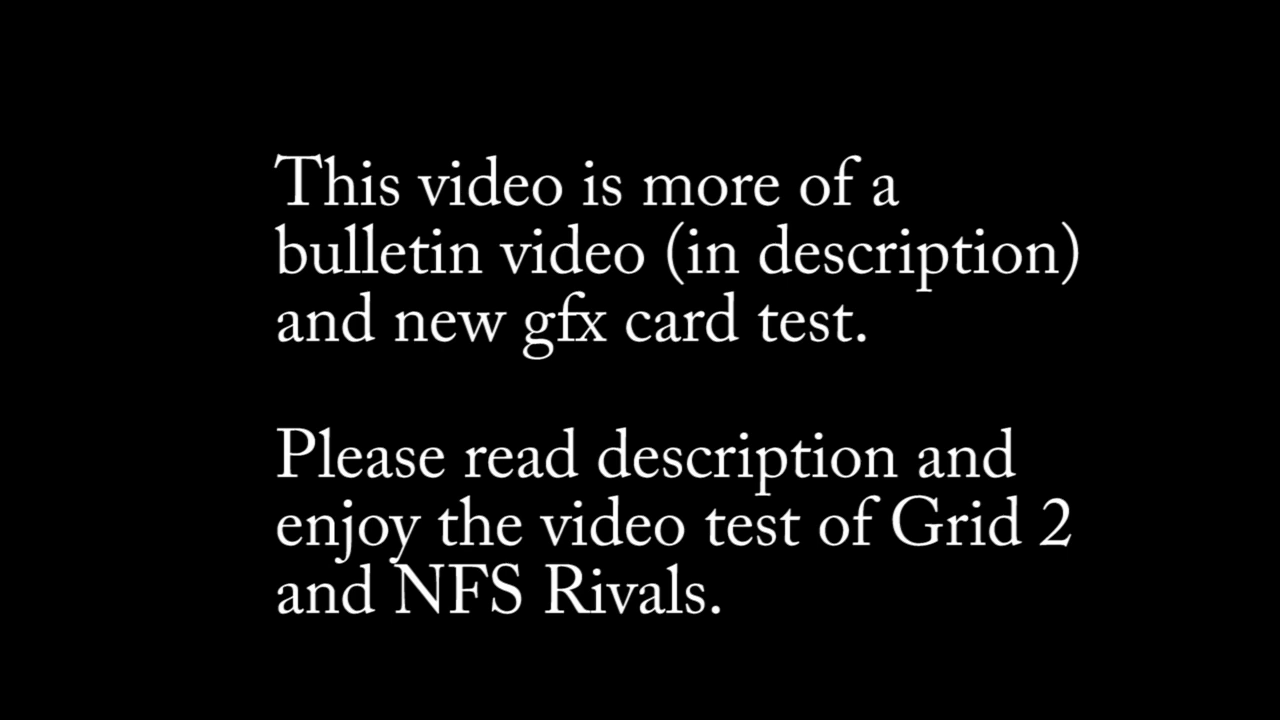 This video is more of a
bulletin video (in description)
and new gfx card test.
Please read description and
enjoy the video test of Grid 2
and NFS Rivals.